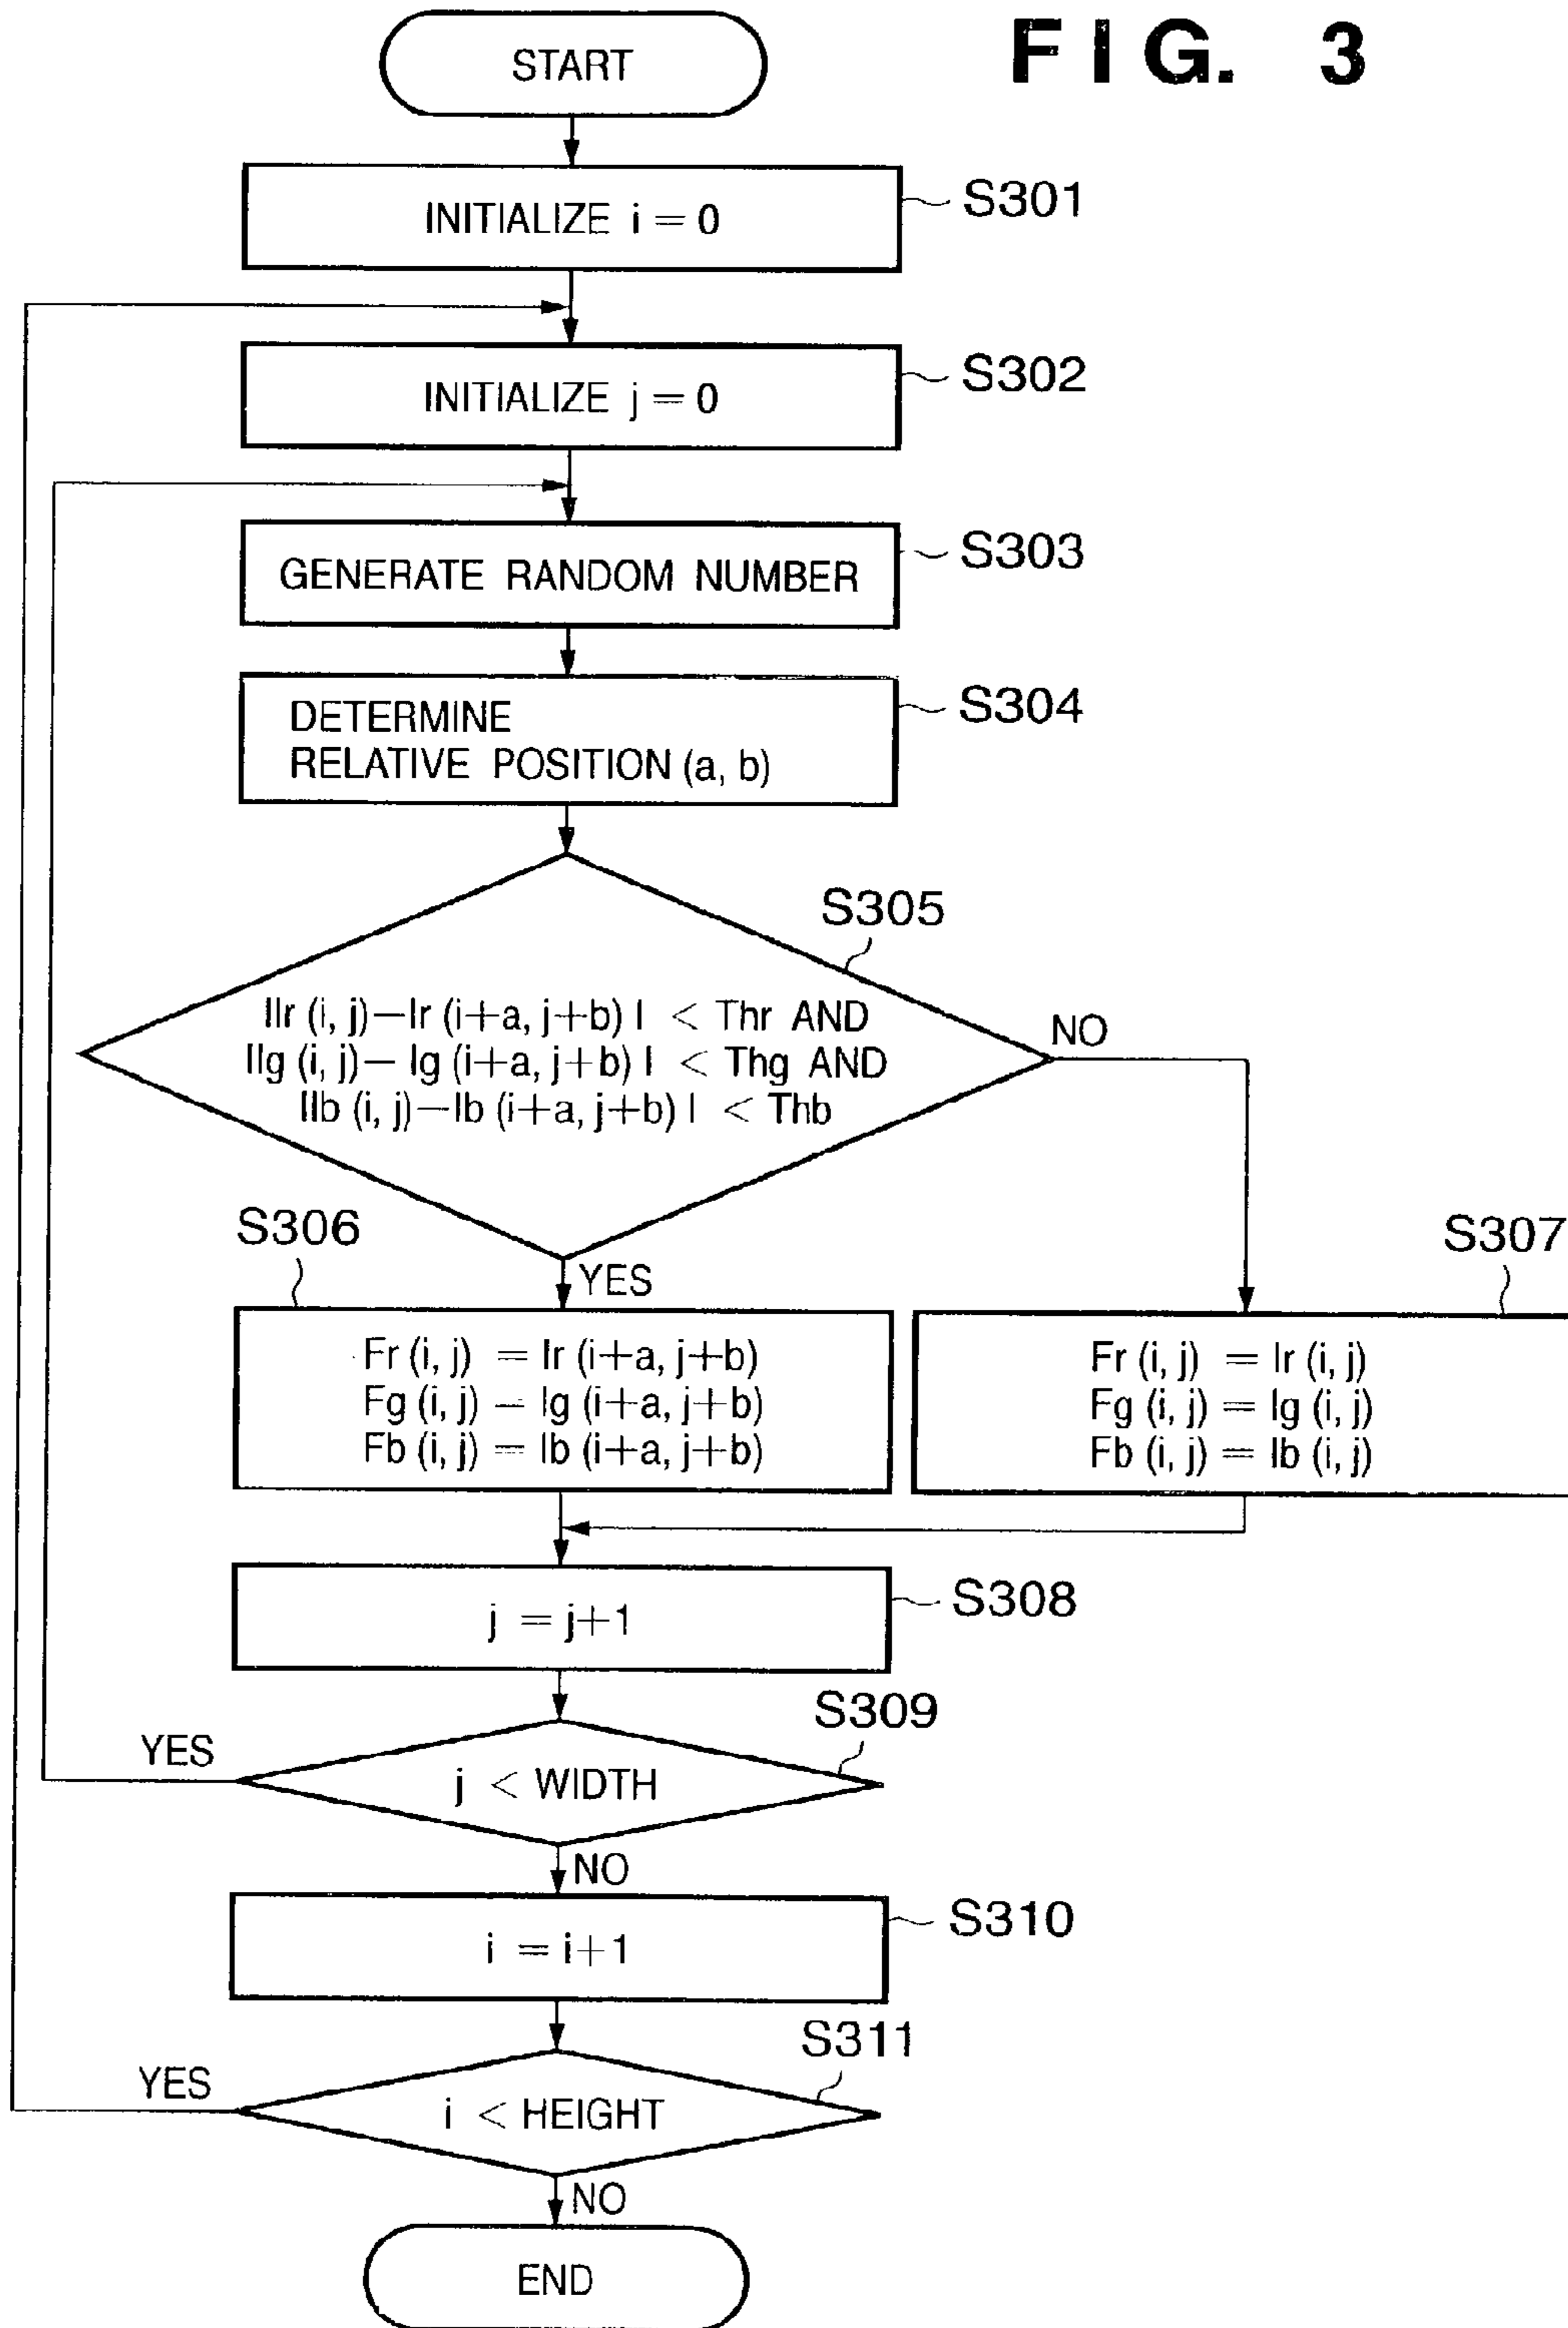 FIG. 3
START
INITIALIZE i = 0
S301
INITIALIZE j = 0
S302
GENERATE RANDOM NUMBER
S303
DETERMINE
RELATIVE POSITION (a, b)
S304
S305
|Ir (i, j)−Ir (i+a, j+b) | < Thr AND
|Ig (i, j)− Ig (i+a, j+b) | < Thg AND
|Ib (i, j)−Ib (i+a, j+b) | < Thb
NO
S306
YES
S307
Fr (i, j) = Ir (i+a, j+b)
Fg (i, j) = Ig (i+a, j+b)
Fb (i, j) = Ib (i+a, j+b)
Fr (i, j) = Ir (i, j)
Fg (i, j) = Ig (i, j)
Fb (i, j) = Ib (i, j)
j = j+1
S308
S309
YES
j < WIDTH
NO
i = i+1
S310
S311
YES
i < HEIGHT
NO
END